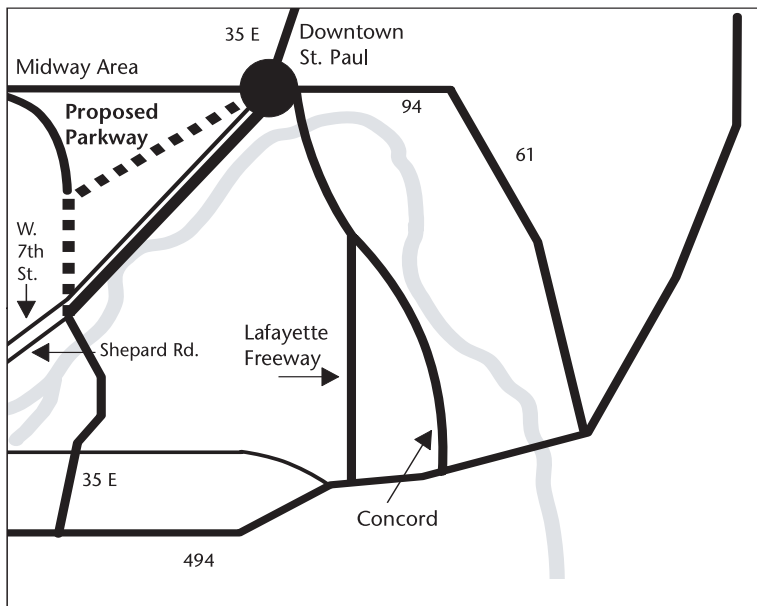 35 E
Downtown
St. Paul
Midway Area
Proposed
Parkway
94
61
W.
7th
St.
Shepard Rd.
Lafayette
Freeway
35 E
Concord
494